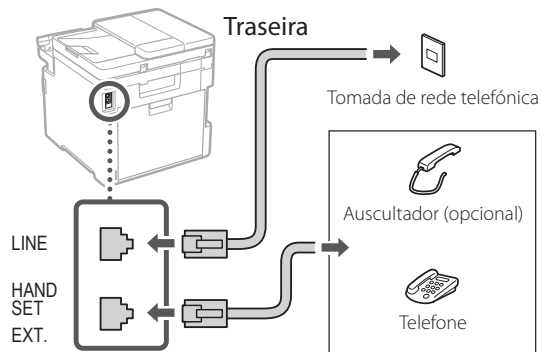 Traseira
Tomada de rede telefónica
Auscultador (opcional)
LINE
HAND
SET
EXT.
Telefone